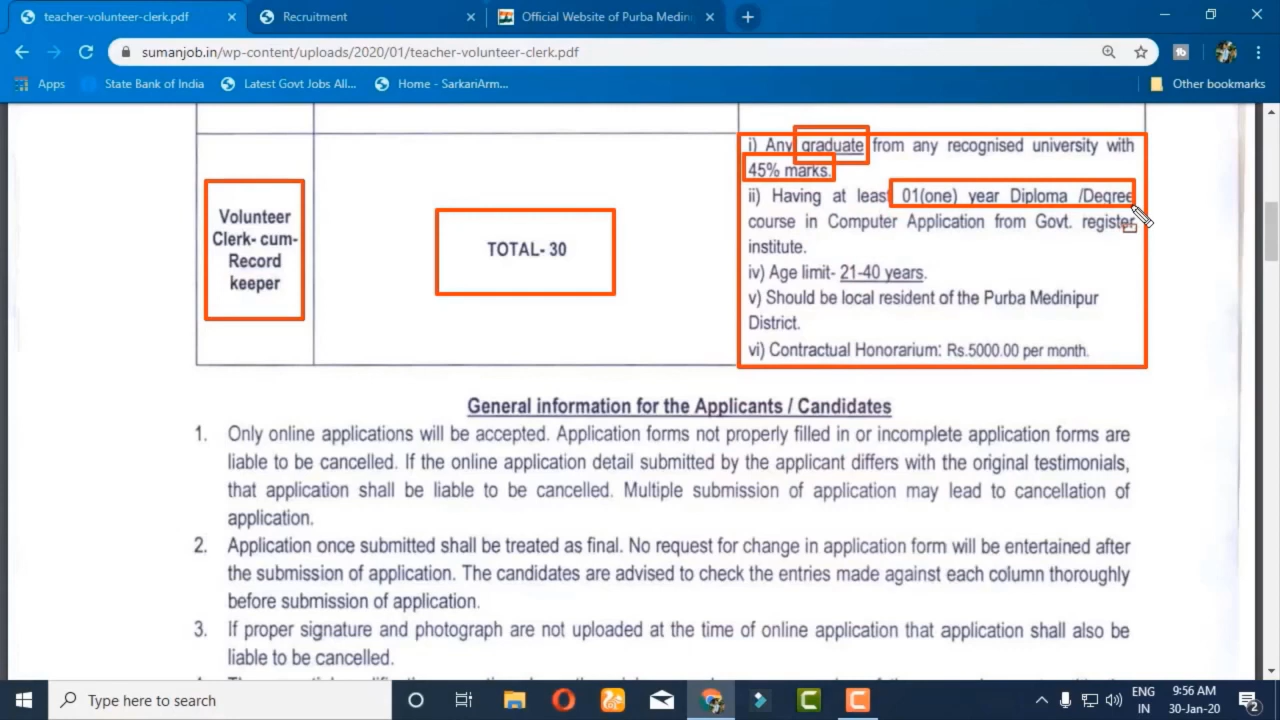 teacher-volunteer-clerk.pdf
Recruitment
Official Website of Purba Medin
sumanjob.in/wp-content/uploads/2020/01/teacher-volunteer-clerk.pdf
Apps
State Bank of India
Latest Govt Jobs All...
Home - SarkariArm...
Other bookmarks
Volunteer
Clerk- cum-
Record
keeper
TOTAL- 30
i) Any graduate from any recognised university with
45% marks.
ii) Having at least 01(one) year Diploma /Degree
course in Computer Application from Govt. register
institute.
iv) Age limit- 21-40 years.
v) Should be local resident of the Purba Medinipur
District.
vi) Contractual Honorarium: Rs.5000.00 per month.
General information for the Applicants / Candidates
1. Only online applications will be accepted. Application forms not properly filled in or incomplete application forms are
liable to be cancelled. If the online application detail submitted by the applicant differs with the original testimonials,
that application shall be liable to be cancelled. Multiple submission of application may lead to cancellation of
application.
2. Application once submitted shall be treated as final. No request for change in application form will be entertained after
the submission of application. The candidates are advised to check the entries made against each column thoroughly
before submission of application.
3. If proper signature and photograph are not uploaded at the time of online application that application shall also be
liable to be cancelled.
Type here to search
ENG
IN
9:56 AM
30-Jan-20
2